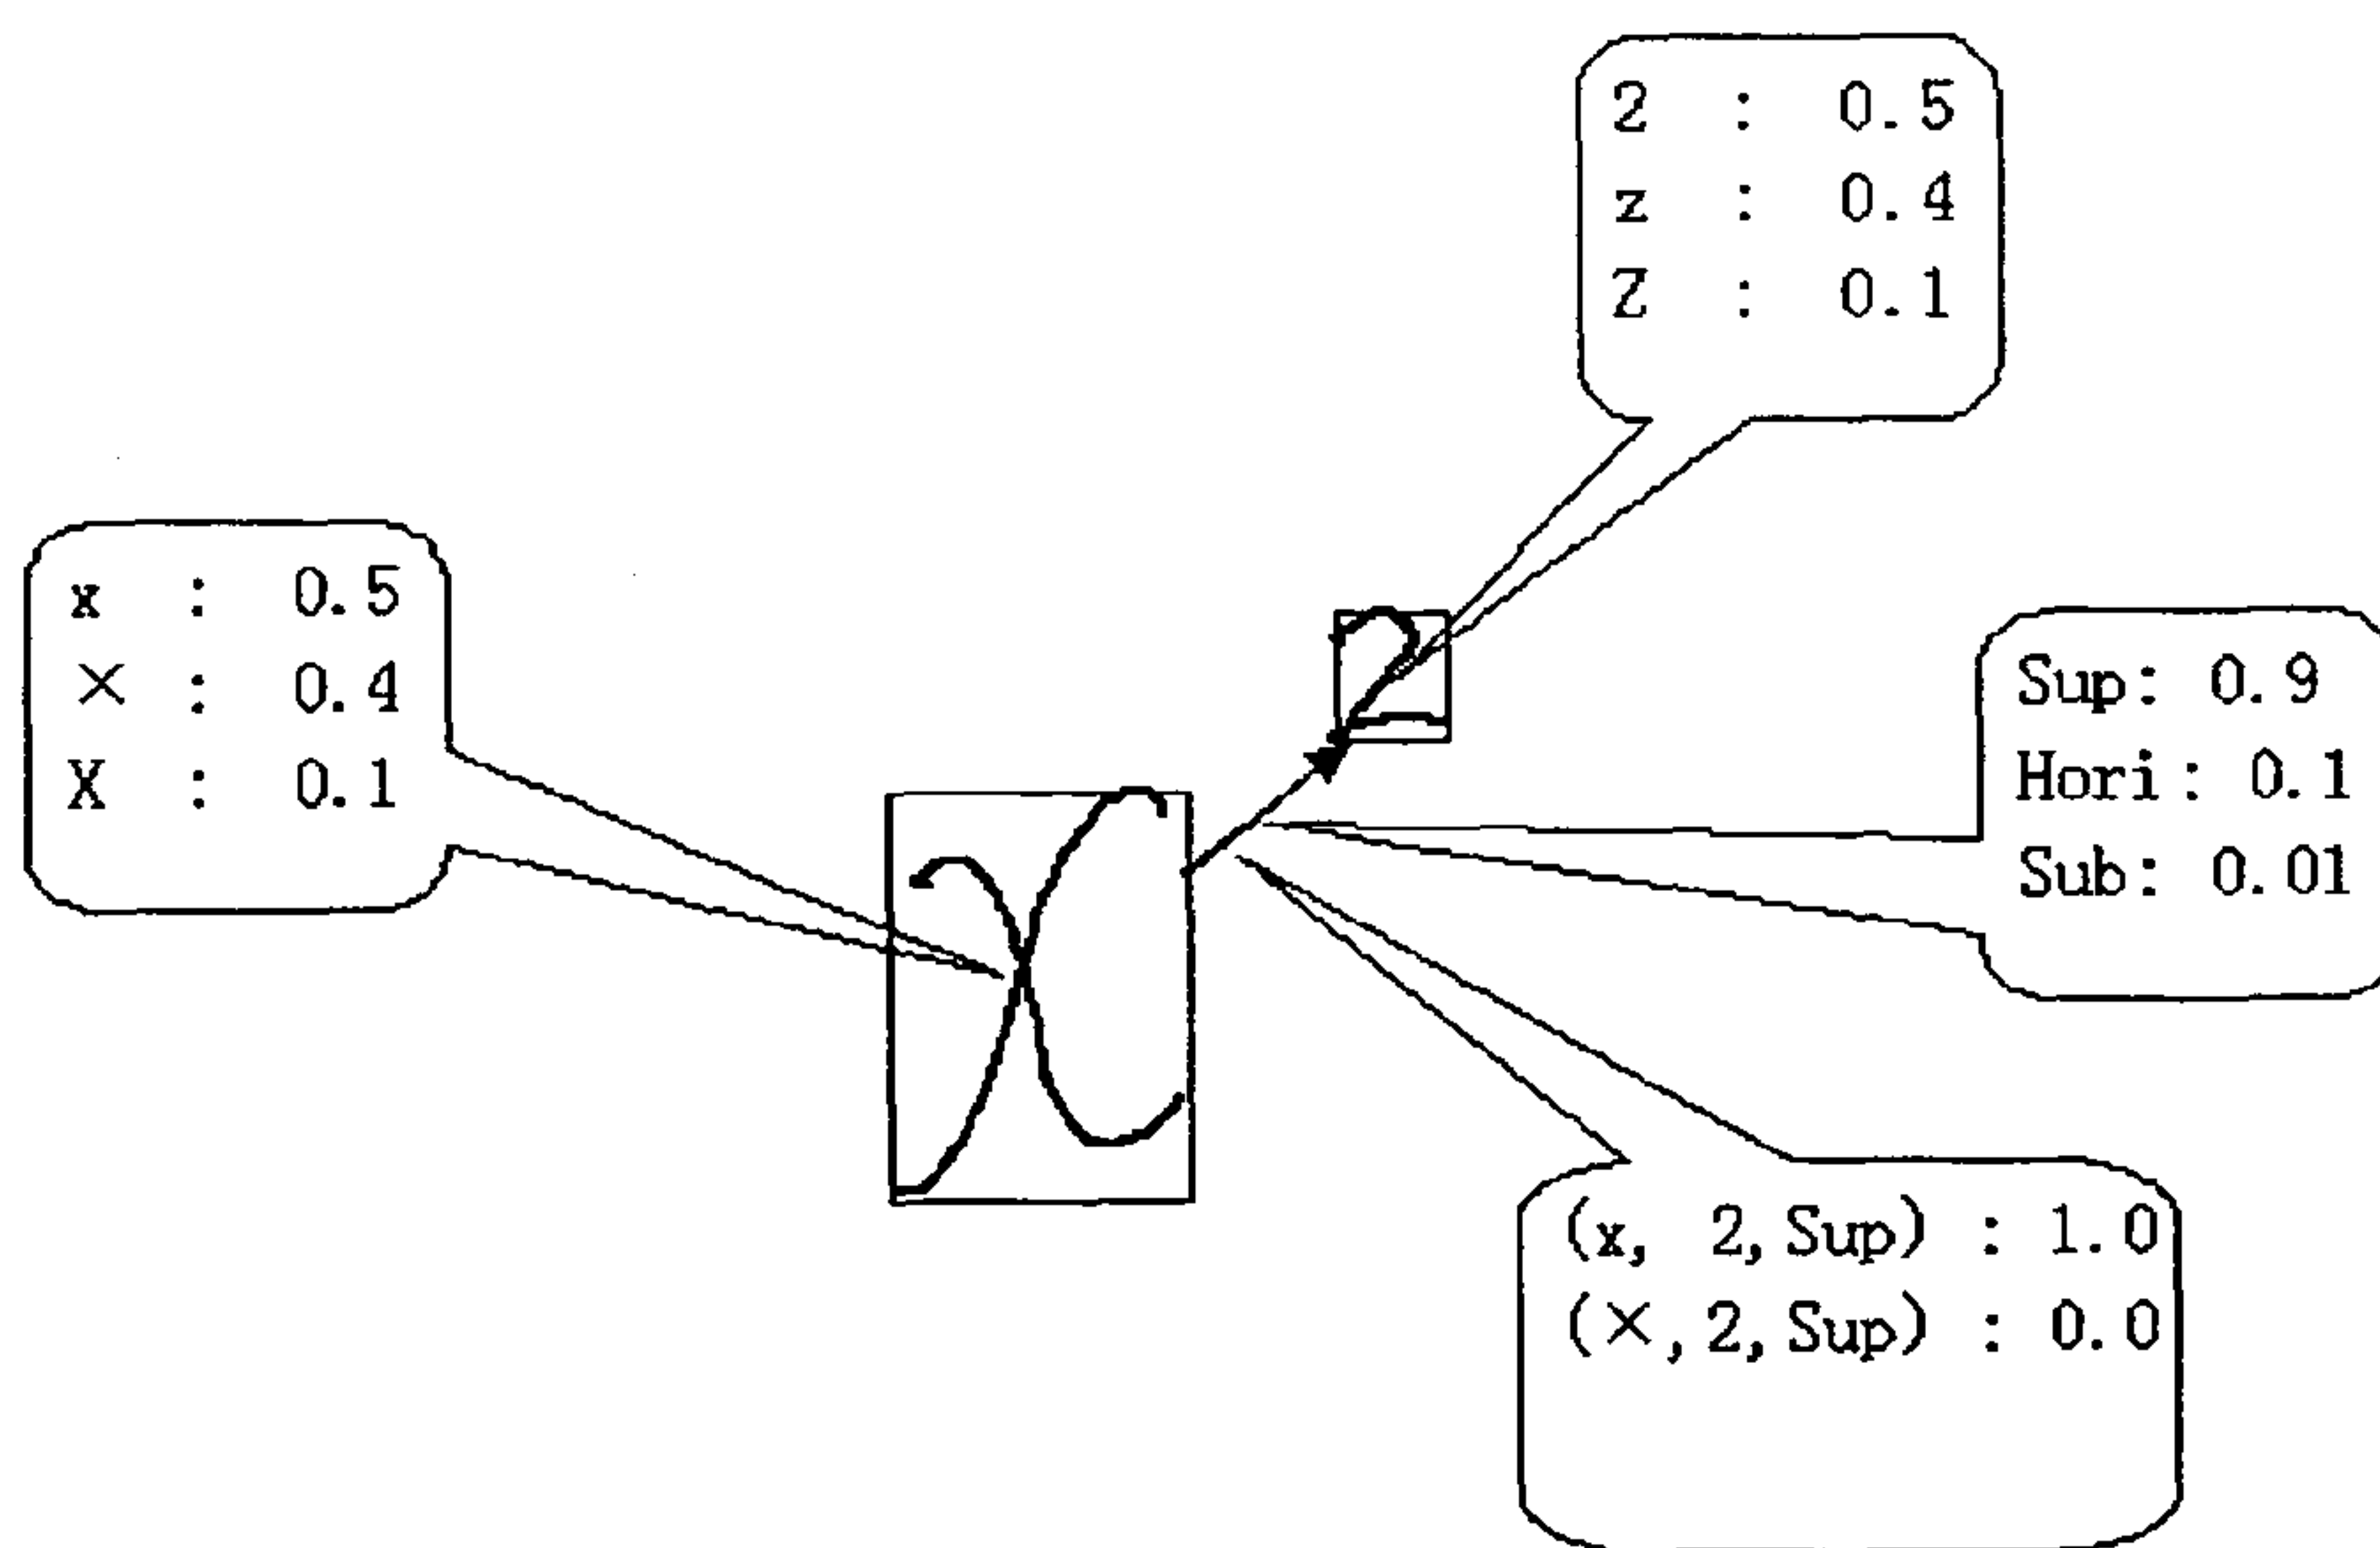 2 : 0.5
z : 0.4
Z : 0.1
x : 0.5
× : 0.4
X : 0.1
2
x
Sup: 0.9
Hori: 0.1
Sub: 0.01
(x, 2,Sup) : 1.0
(×,2,Sup) : 0.0